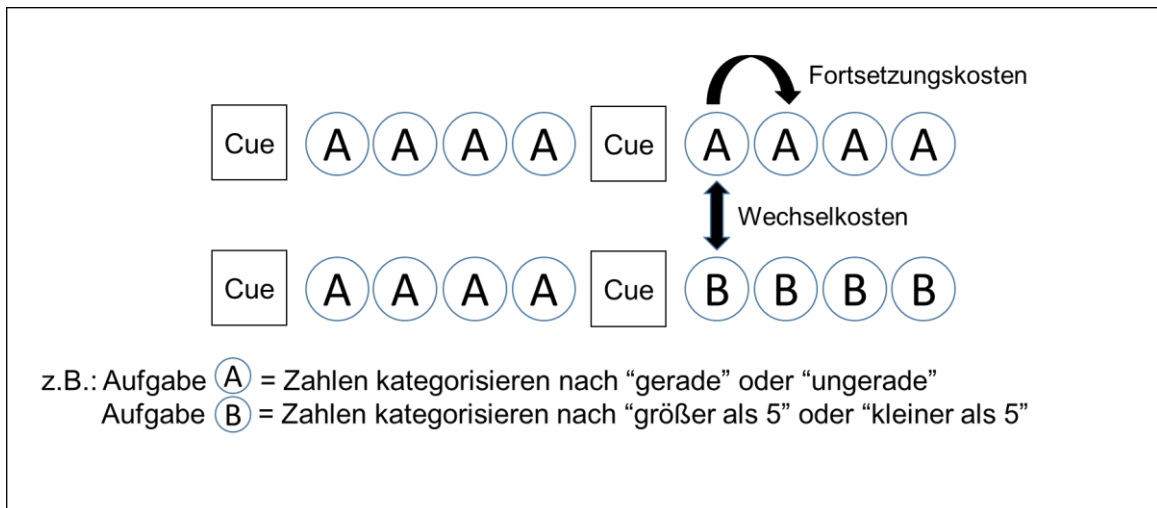 Fortsetzungskosten
Cue A A A A Cue A A A A
Wechselkosten
Cue A A A A Cue B B B B
z.B.: Aufgabe A = Zahlen kategorisieren nach “gerade” oder “ungerade”
Aufgabe B = Zahlen kategorisieren nach “größer als 5” oder “kleiner als 5”